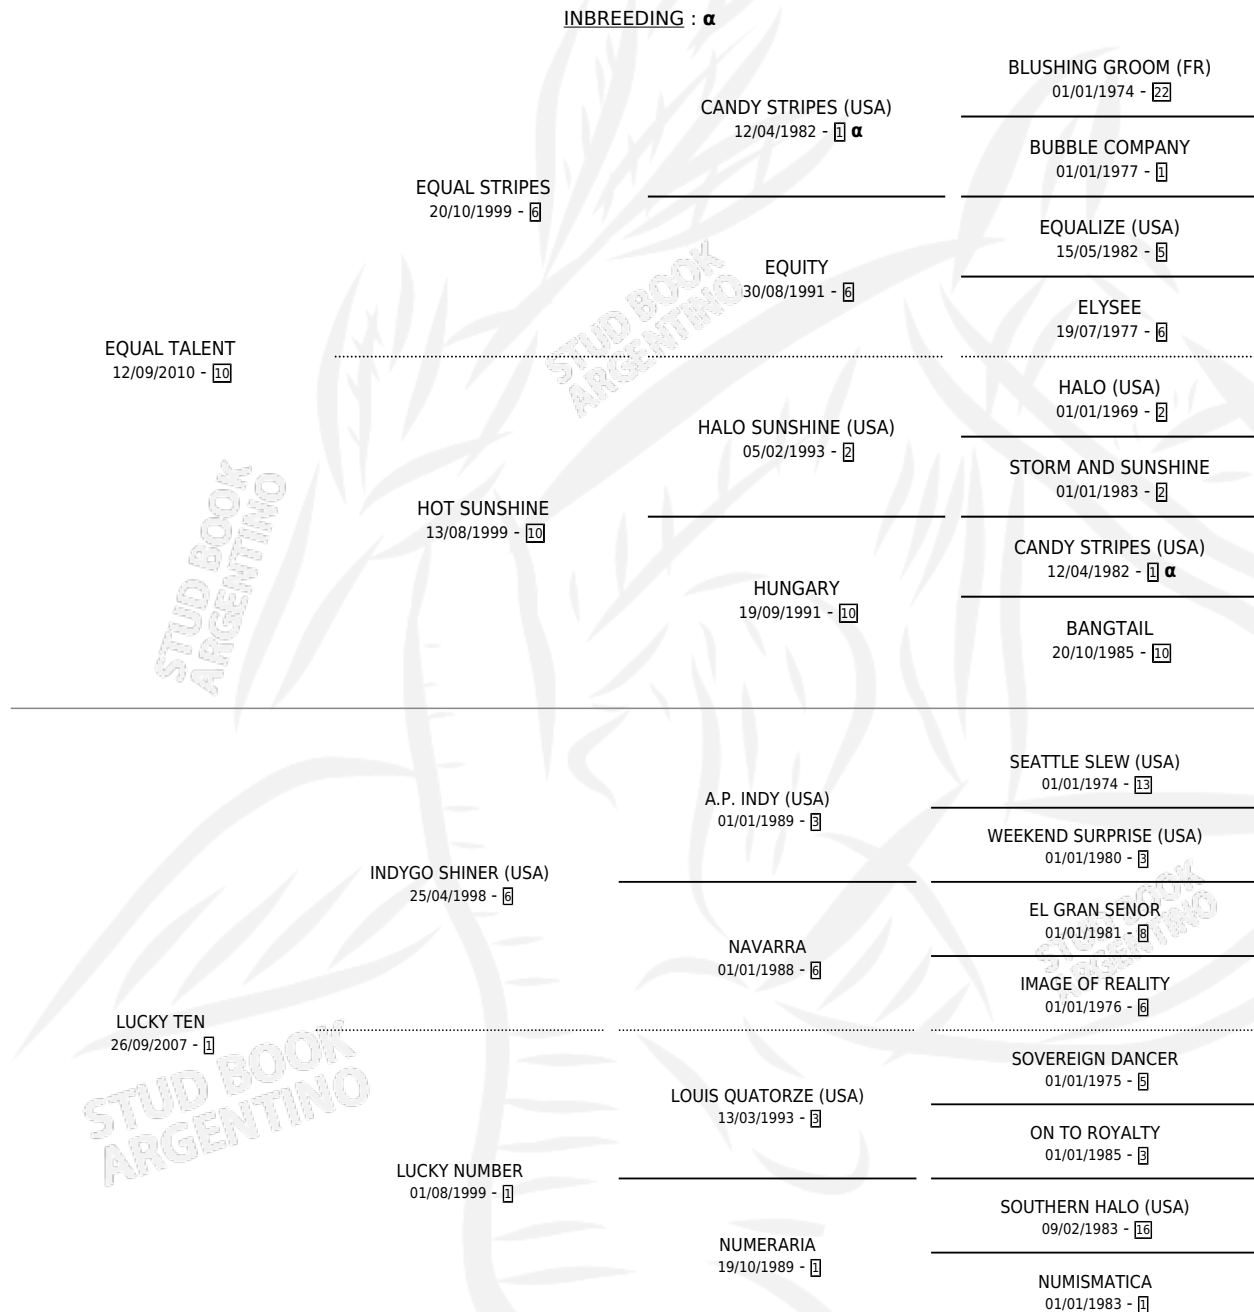 INBREEDING : α
BLUSHING GROOM (FR)
01/01/1974 - 22
CANDY STRIPES (USA)
12/04/1982 - 1 α
BUBBLE COMPANY
01/01/1977 - 1
EQUAL STRIPES
20/10/1999 - 6
EQUALIZE (USA)
15/05/1982 - 5
EQUITY
30/08/1991 - 6
ELYSEE
19/07/1977 - 6
EQUAL TALENT
12/09/2010 - 10
HALO (USA)
01/01/1969 - 2
HALO SUNSHINE (USA)
05/02/1993 - 2
STORM AND SUNSHINE
01/01/1983 - 2
HOT SUNSHINE
13/08/1999 - 10
CANDY STRIPES (USA)
12/04/1982 - 1 α
HUNGARY
19/09/1991 - 10
BANGTAIL
20/10/1985 - 10
SEATTLE SLEW (USA)
01/01/1974 - 13
A.P. INDY (USA)
01/01/1989 - 3
WEEKEND SURPRISE (USA)
01/01/1980 - 3
INDYGO SHINER (USA)
25/04/1998 - 6
EL GRAN SENOR
01/01/1981 - 8
NAVARRA
01/01/1988 - 6
IMAGE OF REALITY
01/01/1976 - 6
LUCKY TEN
26/09/2007 - 1
SOVEREIGN DANCER
01/01/1975 - 5
LOUIS QUATORZE (USA)
13/03/1993 - 3
ON TO ROYALTY
01/01/1985 - 3
LUCKY NUMBER
01/08/1999 - 1
SOUTHERN HALO (USA)
09/02/1983 - 16
NUMERARIA
19/10/1989 - 1
NUMISMATICA
01/01/1983 - 1
STUD BOOK
ARGENTINO
STUD BOOK
ARGENTINO
STUD BOOK
ARGENTINO
STUD BOOK
ARGENTINO